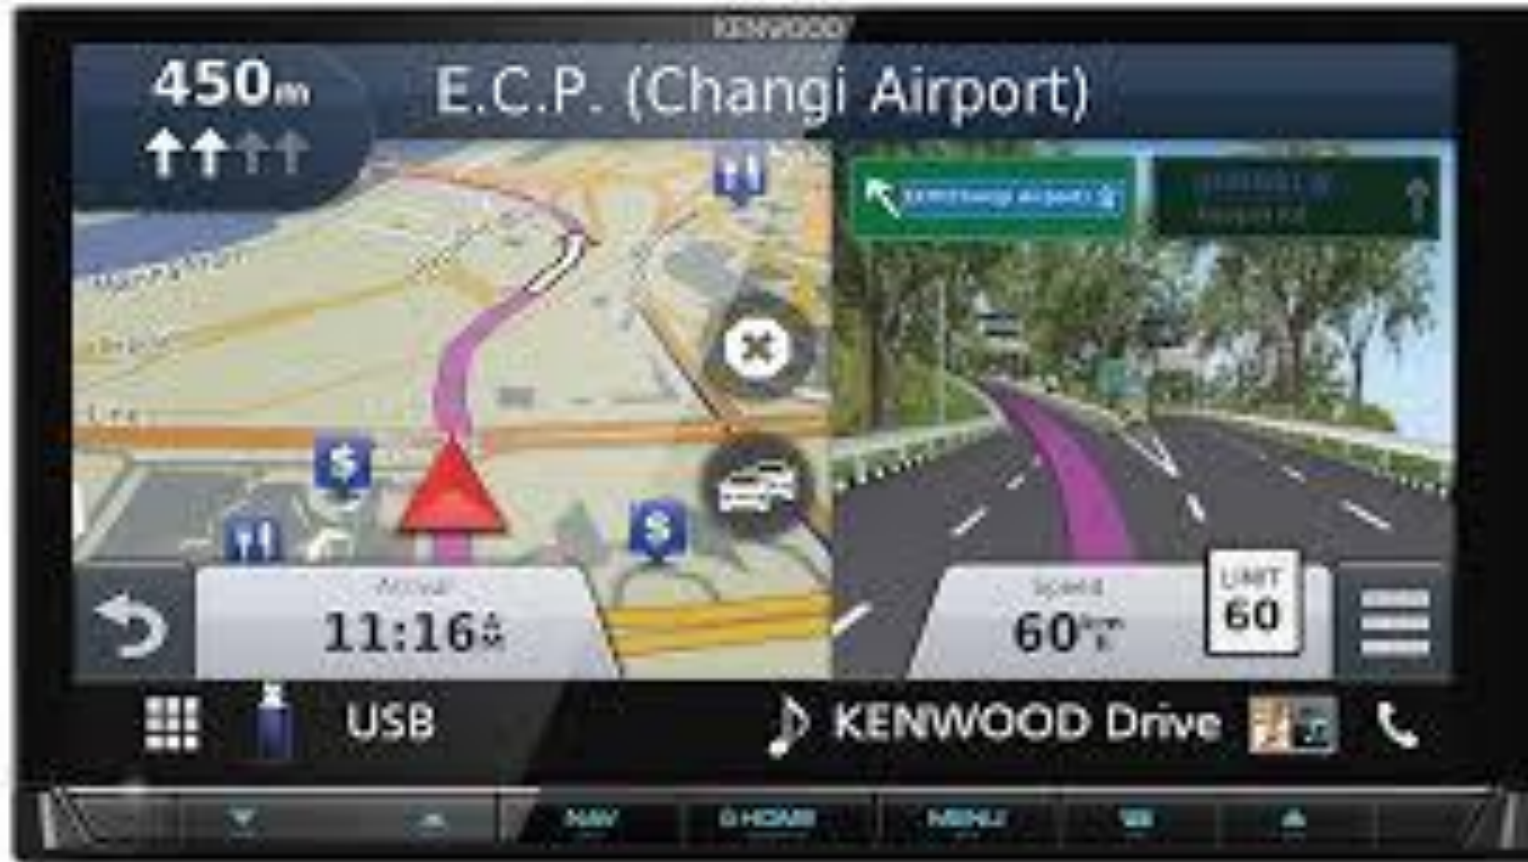 KENWOOD
450m
E.C.P. (Changi Airport)
Arrival
11:16
Speed
60
LIMIT
60
USB
KENWOOD Drive
NAV
HOME
MENU